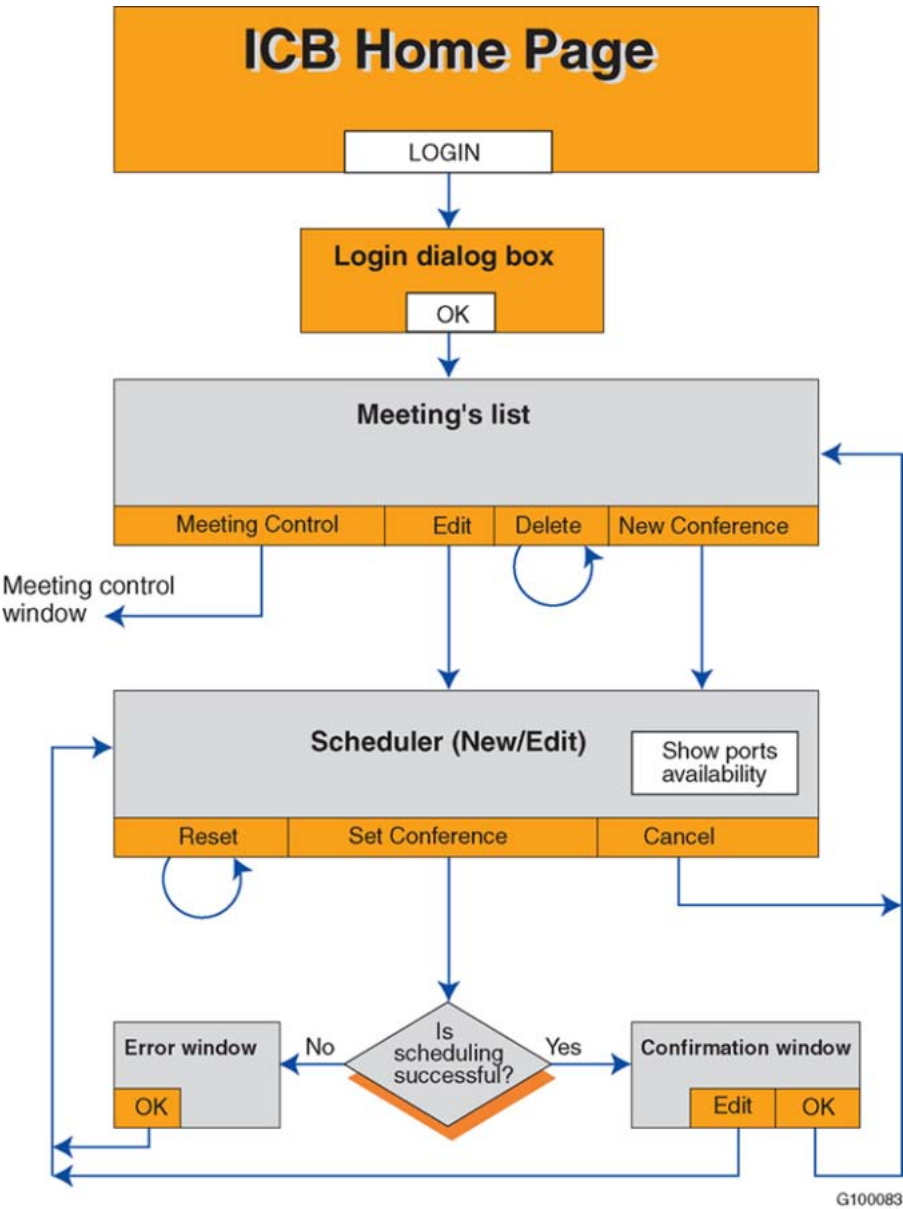 ICB Home Page
LOGIN
Login dialog box
OK
Meeting's list
Meeting Control
Edit
Delete
New Conference
Meeting control
window
Scheduler (New/Edit)
Show ports
availability
Reset
Set Conference
Cancel
Is
scheduling
successful?
No
Yes
Error window
OK
Confirmation window
Edit
OK
G100083